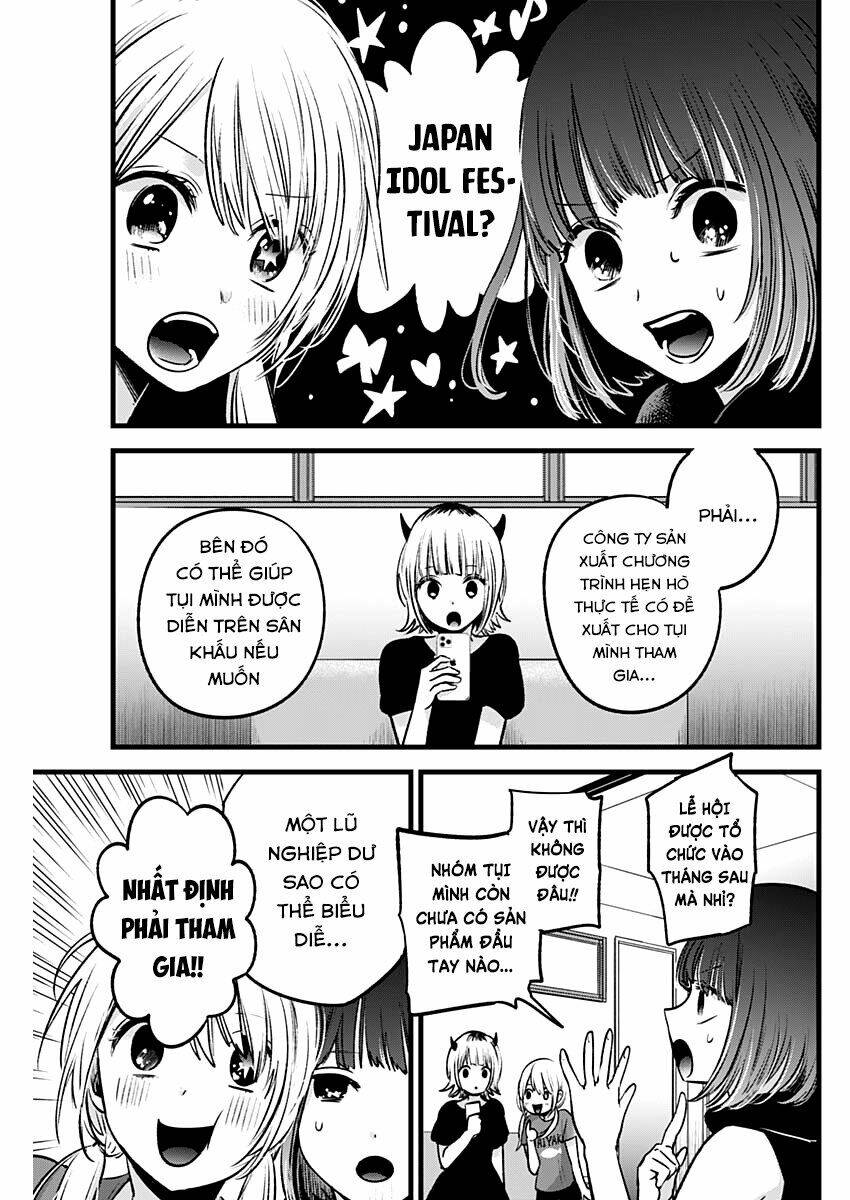 JAPAN
IDOL FES-
TIVAL?
PHẢI...
CÔNG TY SẢN
XUẤT CHƯƠNG
TRÌNH HẸN HÒ
THỰC TẾ CÓ ĐỀ
XUẤT CHO TỤI
MÌNH THAM
GIA...
BÊN ĐÓ
CÓ THỂ GIÚP
TỤI MÌNH ĐƯỢC
DIỄN TRÊN SÂN
KHẤU NẾU
MUỐN
LỄ HỘI
ĐƯỢC TỔ
CHỨC VÀO
THÁNG SAU
MÀ NHỈ?
VẬY THÌ
KHÔNG
ĐƯỢC
ĐÂU!!
NHÓM TỤI
MÌNH CÒN
CHƯA CÓ SẢN
PHẨM ĐẦU
TAY NÀO...
MỘT LŨ
NGHIỆP DƯ
SAO CÓ
THỂ BIỂU
DIỄ...
NHẤT ĐỊNH
PHẢI THAM
GIA!!